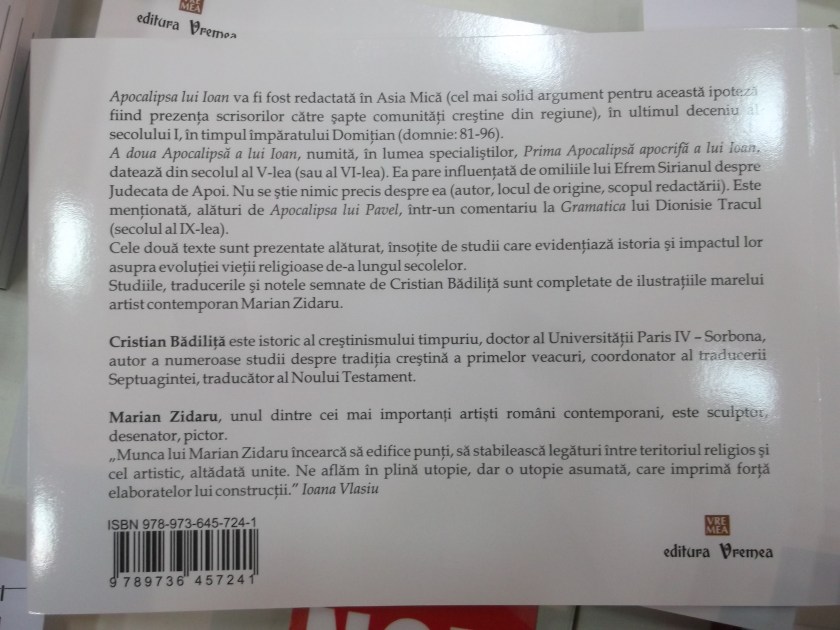 VRE
MEA
editura Vremea
Apocalipsa lui Ioan va fi fost redactată în Asia Mică (cel mai solid argument pentru această ipoteză
fiind prezența scrisorilor către șapte comunități creștine din regiune), în ultimul deceniu al
secolului I, în timpul împăratului Domițian (domnie: 81-96).
A doua Apocalipsă a lui Ioan, numită, în lumea specialiștilor, Prima Apocalipsă apocrifă a lui Ioan,
datează din secolul al V-lea (sau al VI-lea). Ea pare influențată de omiliile lui Efrem Sirianul despre
Judecata de Apoi. Nu se știe nimic precis despre ea (autor, locul de origine, scopul redactării). Este
menționată, alături de Apocalipsa lui Pavel, într-un comentariu la Gramatica lui Dionisie Tracul
(secolul al IX-lea).
Cele două texte sunt prezentate alăturat, însoțite de studii care evidențiază istoria și impactul lor
asupra evoluției vieții religioase de-a lungul secolelor.
Studiile, traducerile și notele semnate de Cristian Bădiliță sunt completate de ilustrațiile marelui
artist contemporan Marian Zidaru.
Cristian Bădiliță este istoric al creștinismului timpuriu, doctor al Universității Paris IV – Sorbona,
autor a numeroase studii despre tradiția creștină a primelor veacuri, coordonator al traducerii
Septuagintei, traducător al Noului Testament.
Marian Zidaru, unul dintre cei mai importanți artiști români contemporani, este sculptor,
desenator, pictor.
„Munca lui Marian Zidaru încearcă să edifice punți, să stabilească legături între teritoriul religios și
cel artistic, altădată unite. Ne aflăm în plină utopie, dar o utopie asumată, care imprimă forță
elaboratelor lui construcții.” Ioana Vlasiu
ISBN 978-973-645-724-1
9 789736 457241
VRE
MEA
editura Vremea